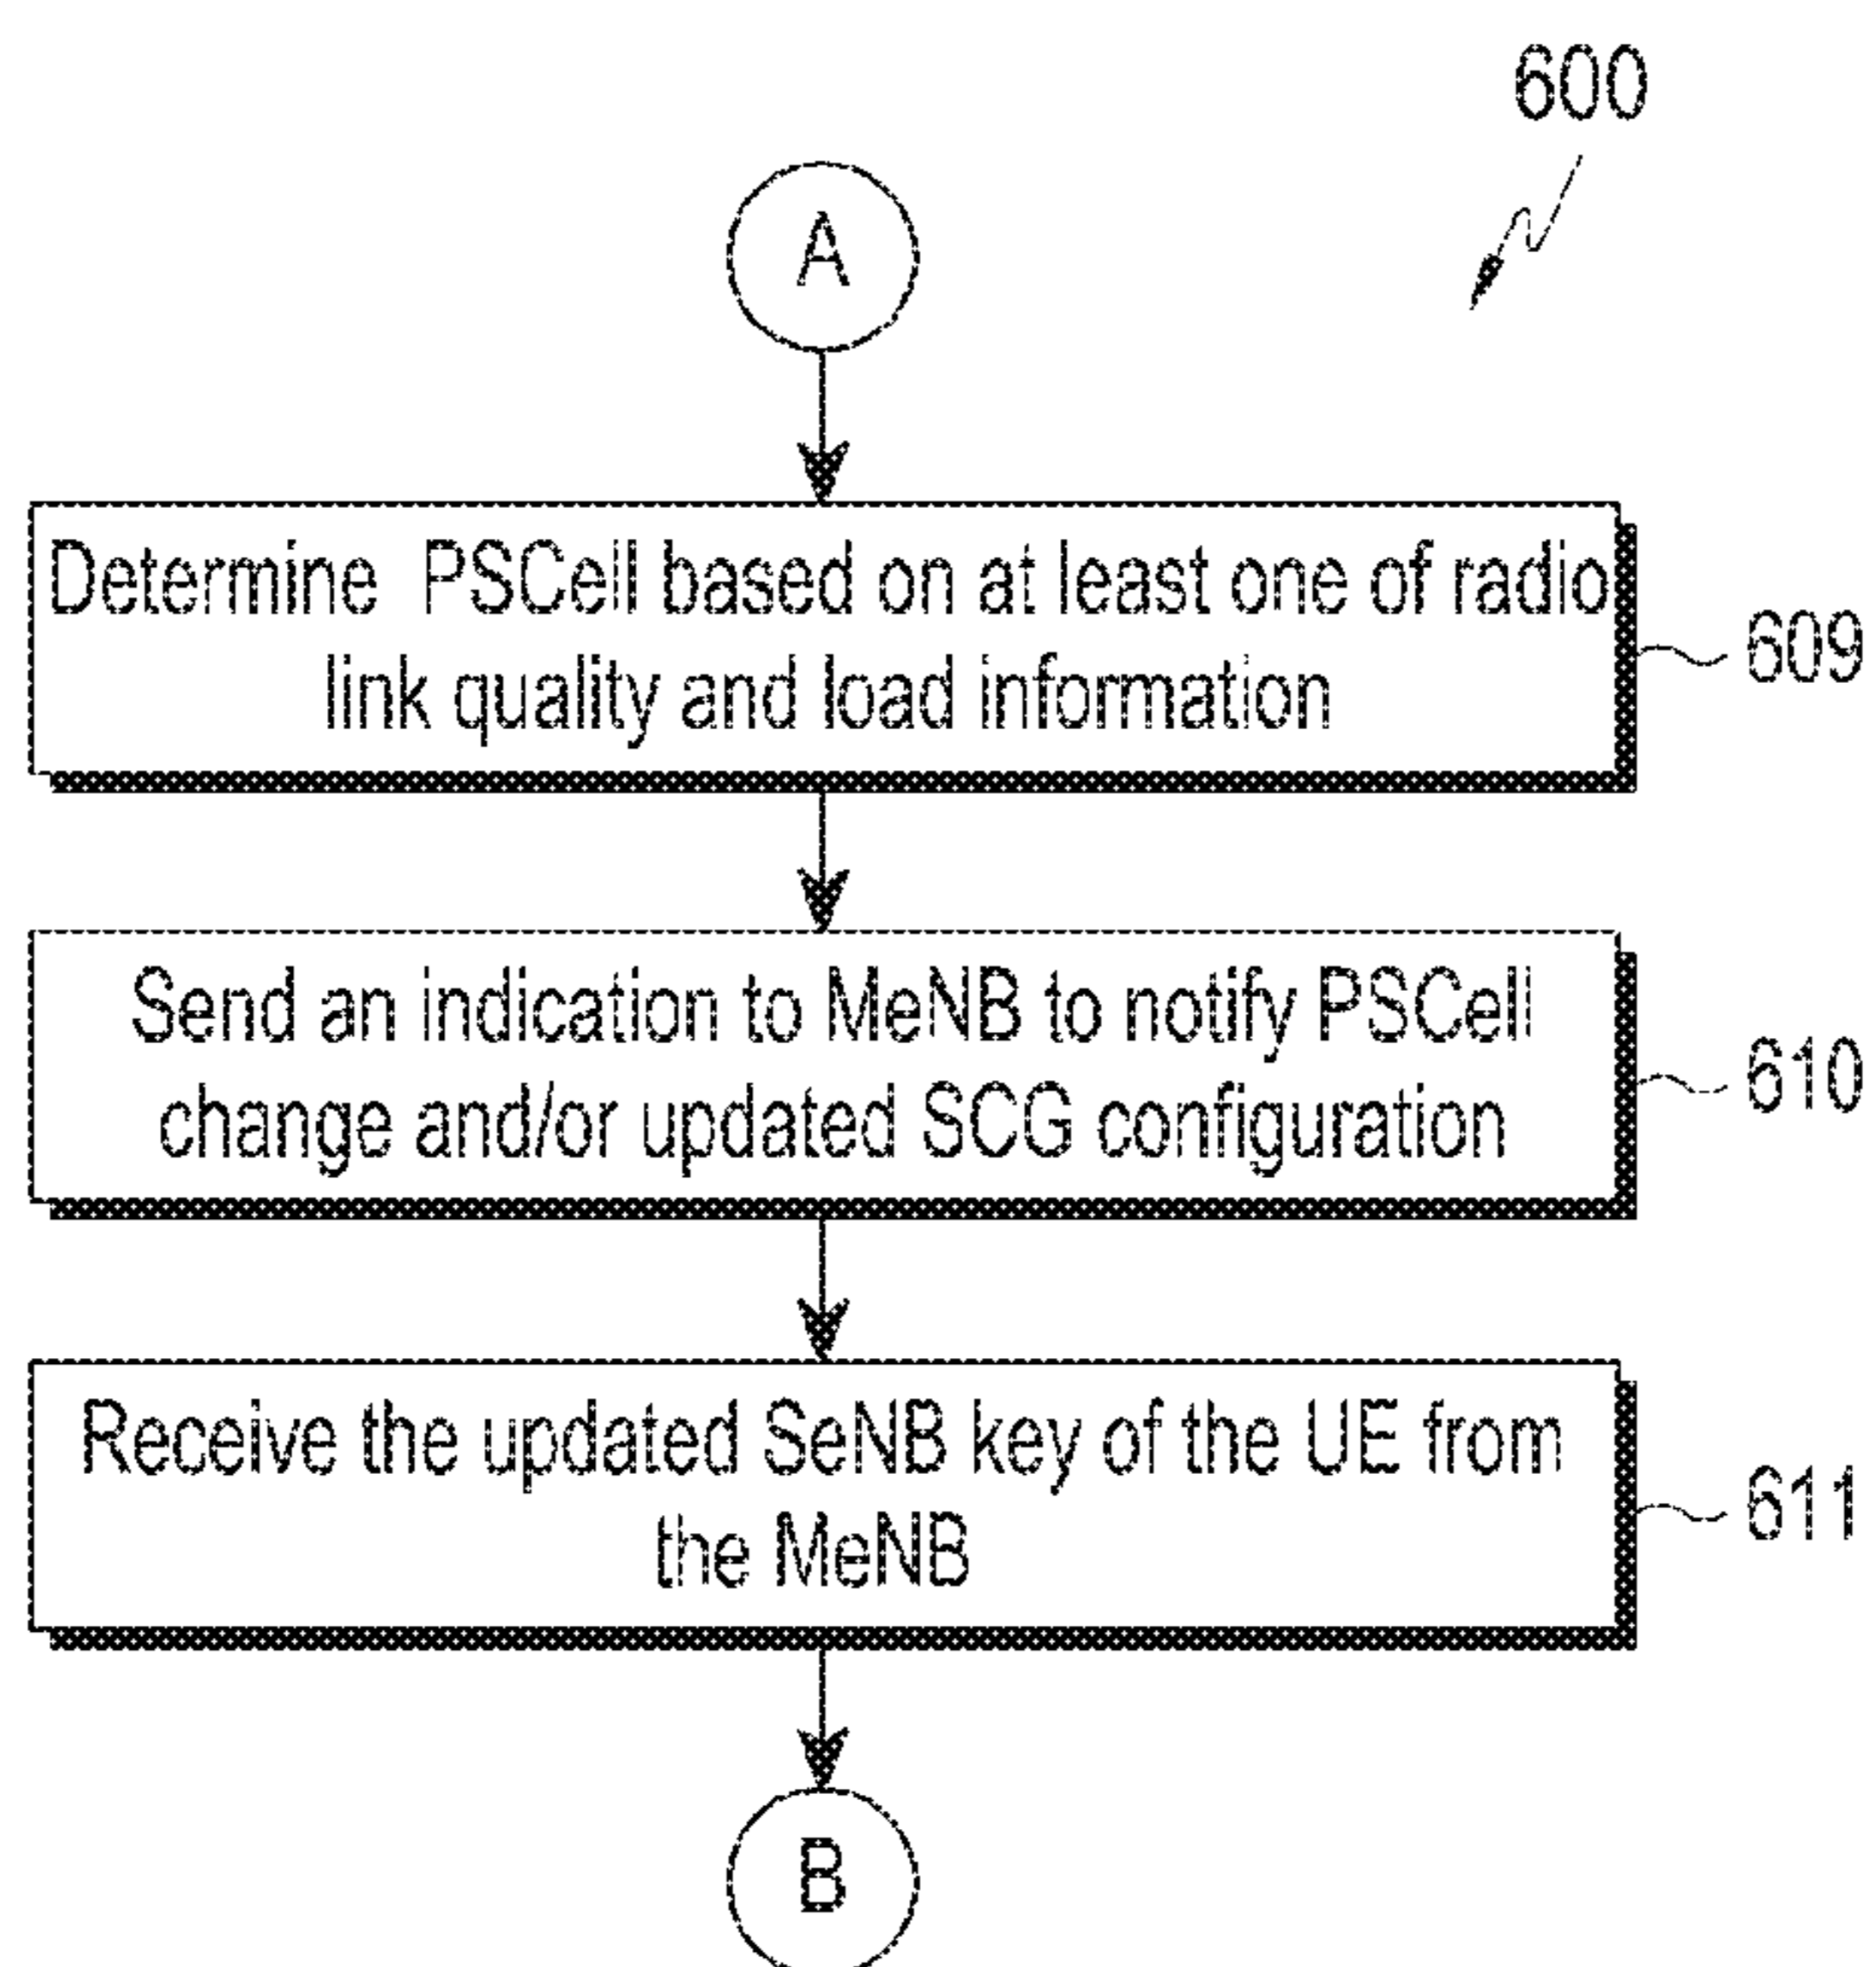 600
A
Determine PSCell based on at least one of radio
link quality and load information
609
Send an indication to MeNB to notify PSCell
change and/or updated SCG configuration
610
Receive the updated SeNB key of the UE from
the MeNB
611
B